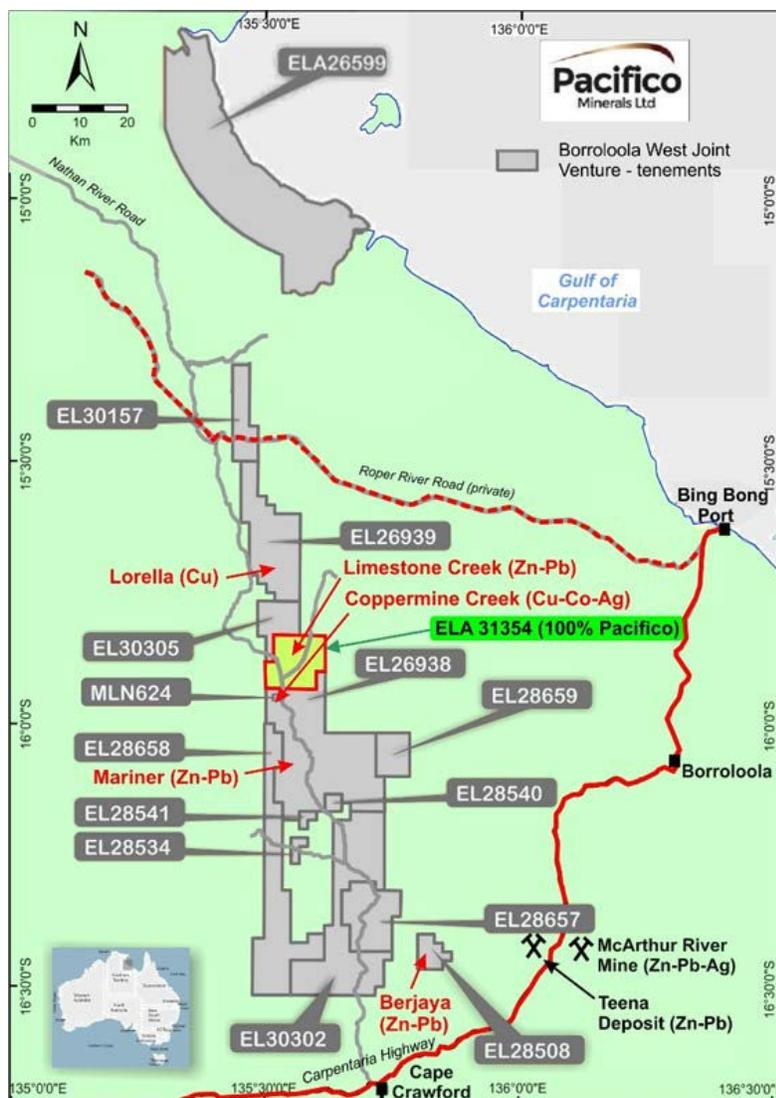 135°30'0"E
136°0'0"E
N
0 10 20
Km
ELA26599
Pacifico
Minerals Ltd
Borroloola West Joint
Venture - tenements
Nathan River Road
15°0'0"S
15°0'0"S
Gulf of
Carpentaria
EL30157
15°30'0"S
15°30'0"S
Roper River Road (private)
Bing Bong
Port
EL26939
Lorella (Cu)
Limestone Creek (Zn-Pb)
Coppermine Creek (Cu-Co-Ag)
ELA 31354 (100% Pacifico)
EL30305
EL26938
MLN624
EL28659
16°0'0"S
16°0'0"S
EL28658
Mariner (Zn-Pb)
Borroloola
EL28540
EL28541
EL28534
EL28657
McArthur River
Mine (Zn-Pb-Ag)
Berjaya
(Zn-Pb)
Teena
Deposit (Zn-Pb)
16°30'0"S
16°30'0"S
EL30302
EL28508
Carpentaria Highway
Cape
Crawford
135°0'0"E
135°30'0"E
136°0'0"E
136°30'0"E